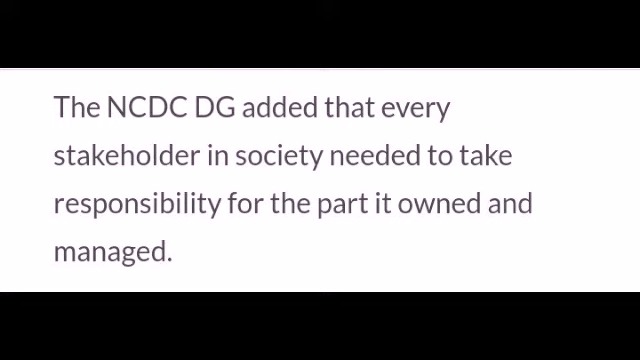 The NCDC DG added that every
stakeholder in society needed to take
responsibility for the part it owned and
managed.